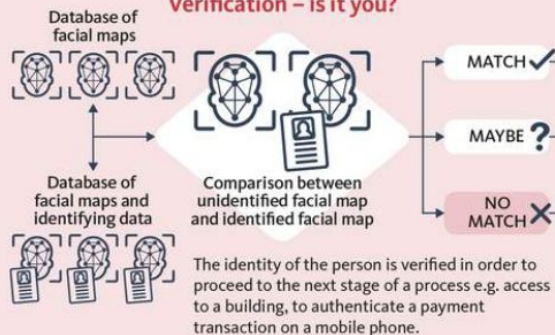 Verification – is it you?
Database of
facial maps
Database of
facial maps and
identifying data
Comparison between
unidentified facial map
and identified facial map
MATCH
MAYBE ?
NO
MATCH
The identity of the person is verified in order to
proceed to the next stage of a process e.g. access
to a building, to authenticate a payment
transaction on a mobile phone.